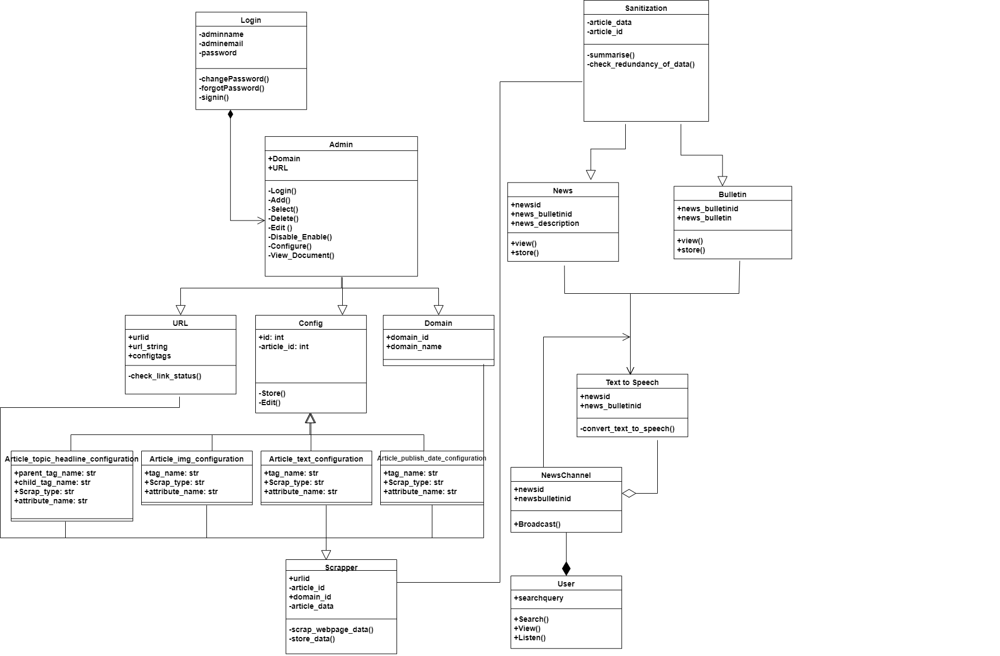 Login
-adminname
-adminemail
-password
-changePassword()
-forgotPassword()
-signin()
Sanitization
-article_data
-article_id
-summarise()
-check_redundancy_of_data()
Admin
+Domain
+URL
-Login()
-Add()
-Select()
-Delete()
-Edit ()
-Disable_Enable()
-Configure()
-View_Document()
News
+newsid
+news_bulletinid
+news_description
+view()
+store()
Bulletin
+news_bulletinid
+news_bulletin
+view()
+store()
URL
+urlid
+url_string
+configtags
-check_link_status()
Config
+id: int
-article_id: int
-Store()
-Edit()
Domain
+domain_id
+domain_name
Text to Speech
+newsid
+news_bulletinid
-convert_text_to_speech()
Article_topic_headline_configuration
+parent_tag_name: str
+child_tag_name: str
+Scrap_type: str
+attribute_name: str
Article_img_configuration
+tag_name: str
+Scrap_type: str
+attribute_name: str
Article_text_configuration
+tag_name: str
+Scrap_type: str
+attribute_name: str
Article_publish_date_configuration
+tag_name: str
+Scrap_type: str
+attribute_name: str
NewsChannel
+newsid
+newsbulletinid
+Broadcast()
Scrapper
+urlid
-article_id
+domain_id
-article_data
-scrap_webpage_data()
-store_data()
User
+searchquery
+Search()
+View()
+Listen()